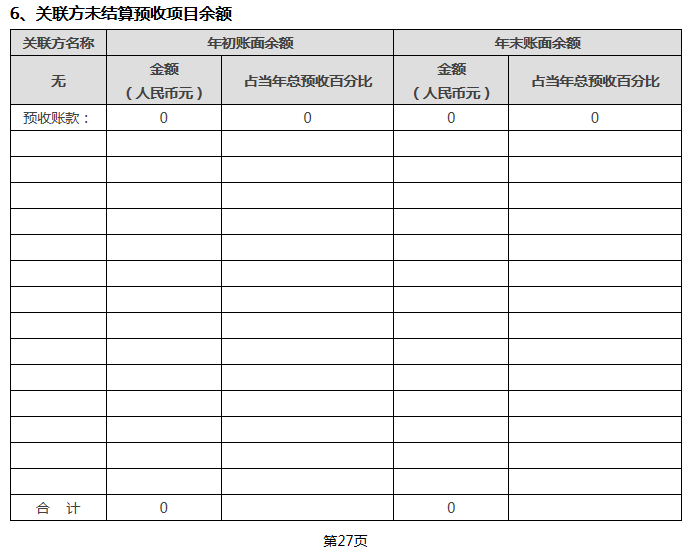 6、关联方未结算预收项目余额
关联方名称 年初账面余额 年末账面余额
无 金额（人民币元） 占当年总预收百分比 金额（人民币元） 占当年总预收百分比
预收账款： 0 0 0 0
合 计 0 0
第27页